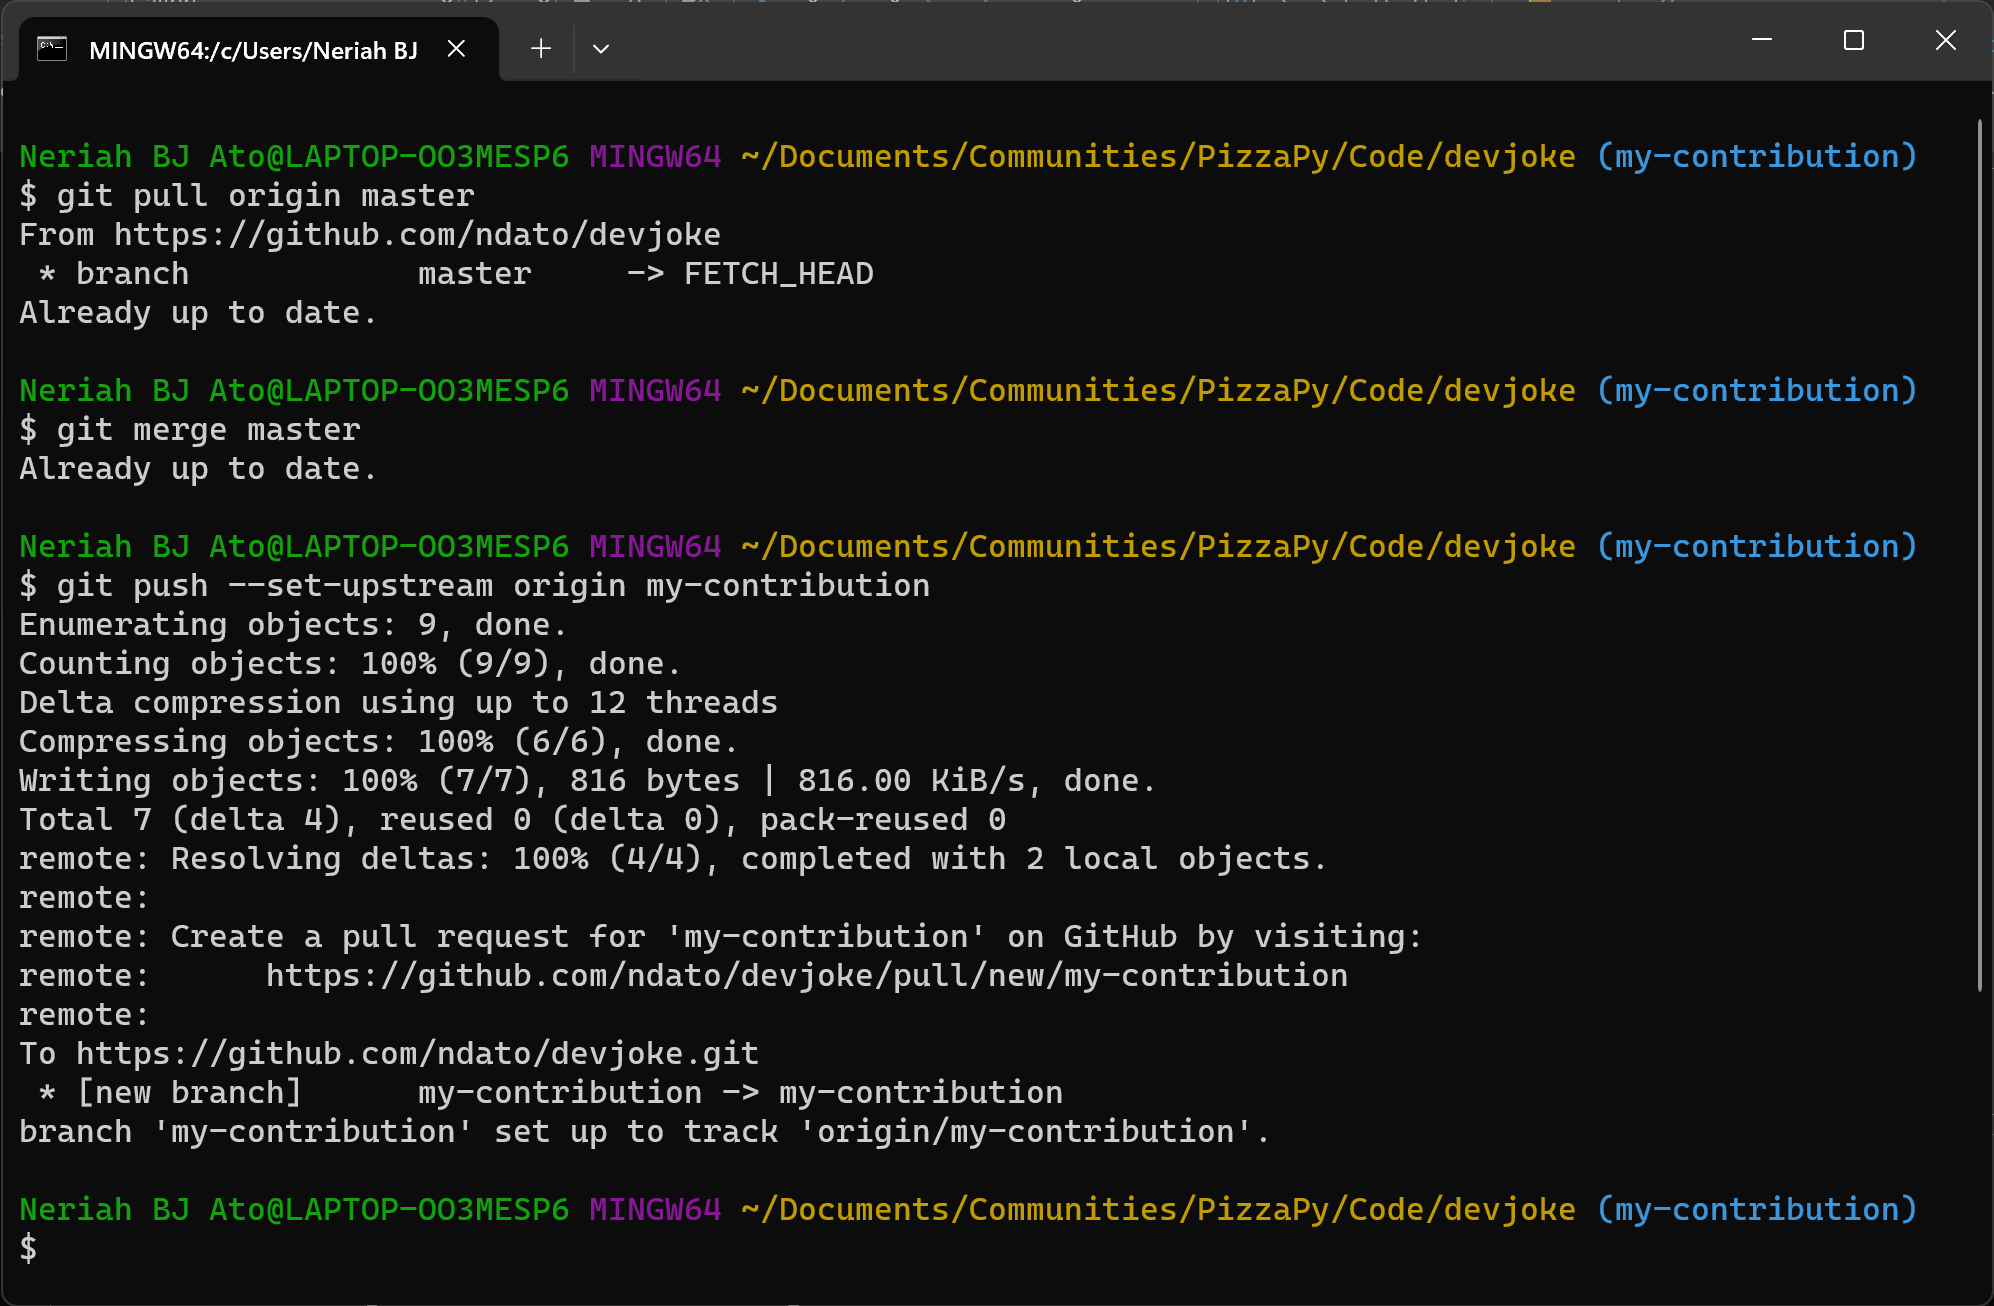 MINGW64:/c/Users/Neriah BJ
Neriah BJ Ato@LAPTOP-OO3MESP6 MINGW64 ~/Documents/Communities/PizzaPy/Code/devjoke (my-contribution)
$ git pull origin master
From https://github.com/ndato/devjoke
 * branch            master     -> FETCH_HEAD
Already up to date.
Neriah BJ Ato@LAPTOP-OO3MESP6 MINGW64 ~/Documents/Communities/PizzaPy/Code/devjoke (my-contribution)
$ git merge master
Already up to date.
Neriah BJ Ato@LAPTOP-OO3MESP6 MINGW64 ~/Documents/Communities/PizzaPy/Code/devjoke (my-contribution)
$ git push --set-upstream origin my-contribution
Enumerating objects: 9, done.
Counting objects: 100% (9/9), done.
Delta compression using up to 12 threads
Compressing objects: 100% (6/6), done.
Writing objects: 100% (7/7), 816 bytes | 816.00 KiB/s, done.
Total 7 (delta 4), reused 0 (delta 0), pack-reused 0
remote: Resolving deltas: 100% (4/4), completed with 2 local objects.
remote:
remote: Create a pull request for 'my-contribution' on GitHub by visiting:
remote:      https://github.com/ndato/devjoke/pull/new/my-contribution
remote:
To https://github.com/ndato/devjoke.git
 * [new branch]      my-contribution -> my-contribution
branch 'my-contribution' set up to track 'origin/my-contribution'.
Neriah BJ Ato@LAPTOP-OO3MESP6 MINGW64 ~/Documents/Communities/PizzaPy/Code/devjoke (my-contribution)
$